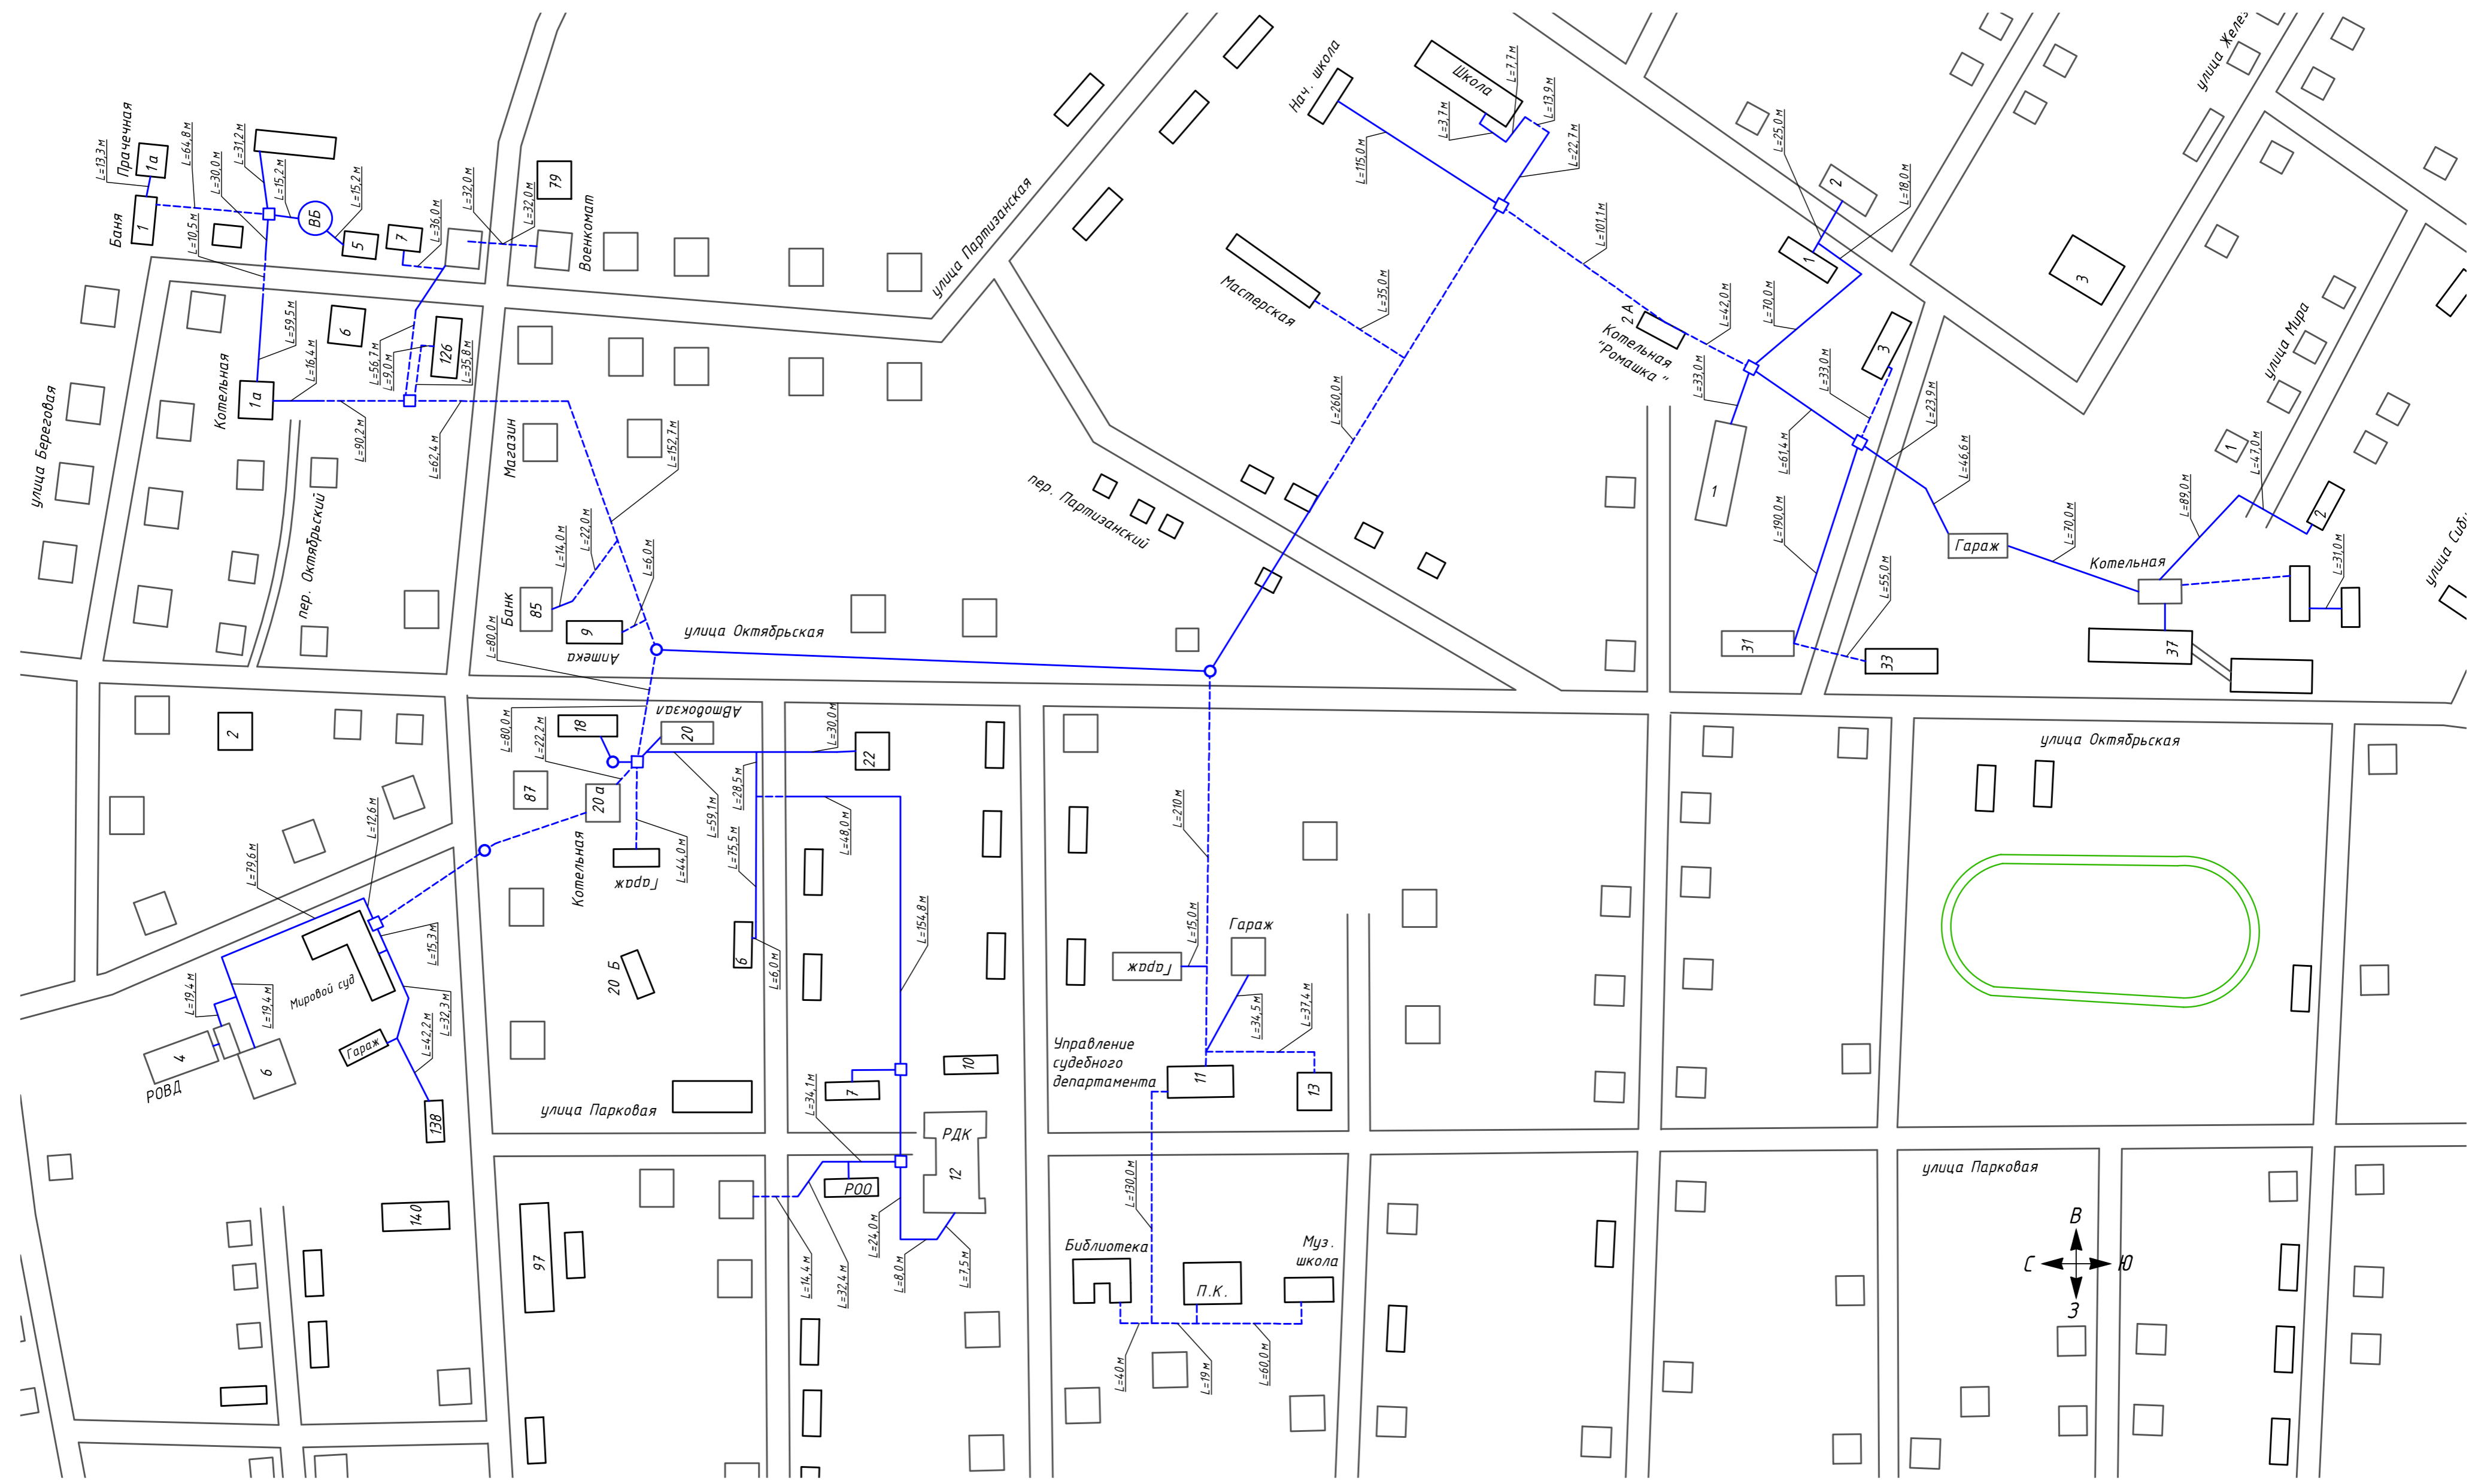 Прачечная
L=13,3 м
1а
L=64,8 м
L=30,0 м
L=31,2 м
L=15,2 м
L=15,2 м
L=10,5 м
Баня
1
ВБ
5
7
L=36,0 м
L=32,0 м
L=32,0 м
79
Военкомат
улица Партизанская
Нач. школа
Школа
L=7,7 м
L=3,7 м
L=13,9 м
L=22,7 м
L=115,0 м
L=25,0 м
2
L=18,0 м
1
3
улица Мира
улица Береговая
Котельная
1а
L=59,5 м
L=16,4 м
6
L=56,7 м
L=9,0 м
126
L=35,8 м
L=90,2 м
L=62,4 м
Магазин
L=152,7 м
пер. Октябрьский
Мастерская
L=35,0 м
L=101,1 м
2 А
Котельная
"Ромашка"
L=42,0 м
L=70,0 м
L=33,0 м
L=33,0 м
3
L=260,0 м
L=61,4 м
L=23,9 м
L=46,6 м
1
1
L=47,0 м
L=89,0 м
2
L=190,0 м
пер. Партизанский
Банк
85
L=14,0 м
L=22,0 м
L=6,0 м
9
Аптека
L=80,0 м
улица Октябрьская
Гараж
L=70,0 м
Котельная
L=31,0 м
31
L=55,0 м
33
37
2
L=80,0 м
L=22,2 м
18
Автовокзал
20
L=30,0 м
22
87
20а
Котельная
L=28,5 м
L=59,1 м
L=75,5 м
L=44,0 м
Гараж
L=48,0 м
L=210 м
улица Октябрьская
L=79,6 м
L=12,6 м
L=15,3 м
Мировой суд
L=19,4 м
L=19,4 м
L=32,3 м
L=42,2 м
Гараж
4
6
РОВД
138
20 Б
6
L=6,0 м
L=154,8 м
L=15,0 м
Гараж
Гараж
L=34,5 м
L=37,4 м
Управление
судебного
департамента
11
13
10
7
L=34,1 м
улица Парковая
РДК
12
РОО
L=24,0 м
L=14,4 м
L=32,4 м
L=8,0 м
L=7,5 м
140
97
L=130,0 м
Библиотека
П.К.
Муз.
школа
L=40 м
L=19 м
L=60,0 м
улица Парковая
В
С
Ю
З